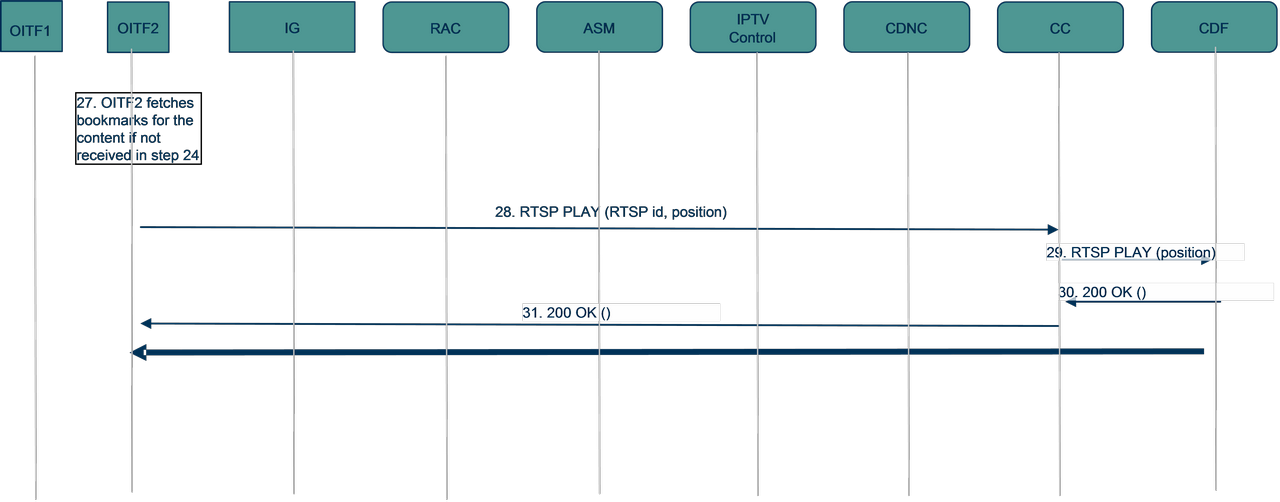 OITF1
OITF2
IG
RAC
ASM
IPTV
Control
CDNC
CC
CDF
27. OITF2 fetches
bookmarks for the
content if not
received in step 24
28. RTSP PLAY (RTSP id, position)
29. RTSP PLAY (position)
30. 200 OK ()
31. 200 OK ()